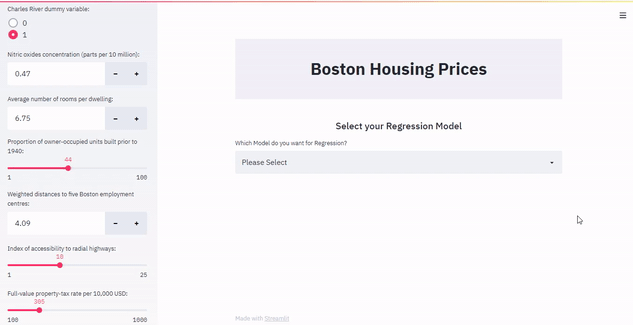 Charles River dummy variable:
0
1
Nitric oxides concentration (parts per 10 million):
0.47
Average number of rooms per dwelling:
6.75
Proportion of owner-occupied units built prior to
1940:
44
1 100
Weighted distances to five Boston employment
centres:
4.09
Index of accessibility to radial highways:
10
1 25
Full-value property-tax rate per 10,000 USD:
305
100 1000
Boston Housing Prices
Select your Regression Model
Which Model do you want for Regression?
Please Select
Made with Streamlit